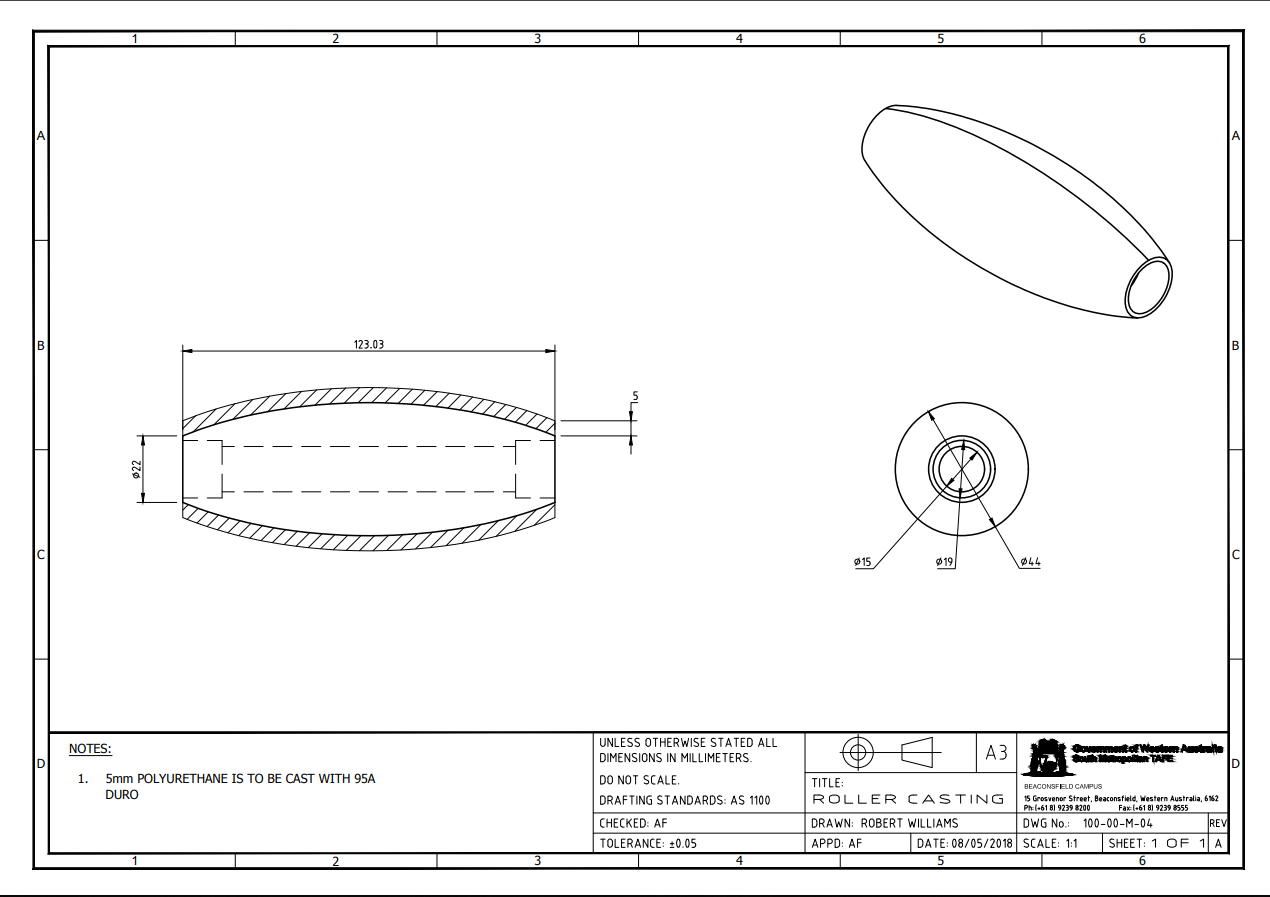 1 2 3 4 5 6
A A
B B
C C
D D
123.03
5
⌀22
⌀15
⌀19
⌀44
NOTES:
1. 5mm POLYURETHANE IS TO BE CAST WITH 95A
DURO
UNLESS OTHERWISE STATED ALL
DIMENSIONS IN MILLIMETERS.
DO NOT SCALE.
DRAFTING STANDARDS: AS 1100
CHECKED: AF
TOLERANCE: ±0.05
A3
TITLE:
ROLLER CASTING
DRAWN: ROBERT WILLIAMS
APPD: AF
DATE: 08/05/2018
Government of Western Australia
South Metropolitan TAFE
BEACONSFIELD CAMPUS
15 Grosvenor Street, Beaconsfield, Western Australia, 6162
Ph:(+61 8) 9239 8200 Fax:(+61 8) 9239 8555
DWG No.: 100-00-M-04
REV
SCALE: 1:1
SHEET: 1 OF 1
A
1 2 3 4 5 6